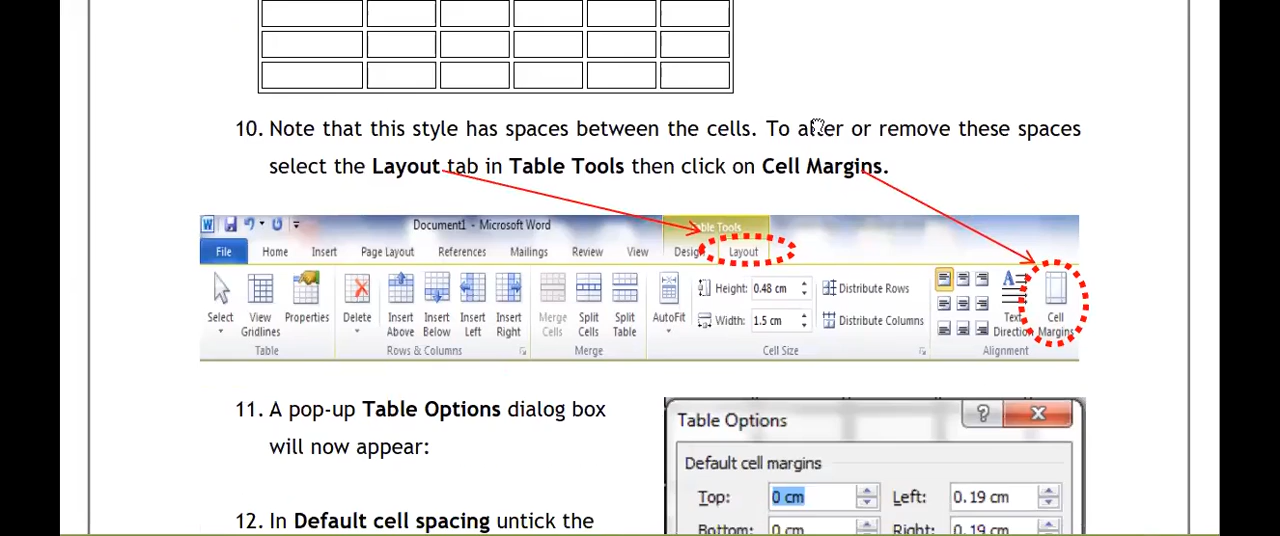 10. Note that this style has spaces between the cells. To alter or remove these spaces
select the Layout tab in Table Tools then click on Cell Margins.
Document1 - Microsoft Word
Table Tools
File Home Insert Page Layout References Mailings Review View Design Layout
Select
View Gridlines
Properties
Delete
Insert Above
Insert Below
Insert Left
Insert Right
Merge Cells
Split Cells
Split Table
AutoFit
Height: 0.48 cm
Width: 1.5 cm
Distribute Rows
Distribute Columns
Text Direction
Cell Margins
Table Rows & Columns Merge Cell Size Alignment
11. A pop-up Table Options dialog box
will now appear:
Table Options
Default cell margins
Top: 0 cm Left: 0.19 cm
Bottom: 0 cm Right: 0.19 cm
12. In Default cell spacing untick the